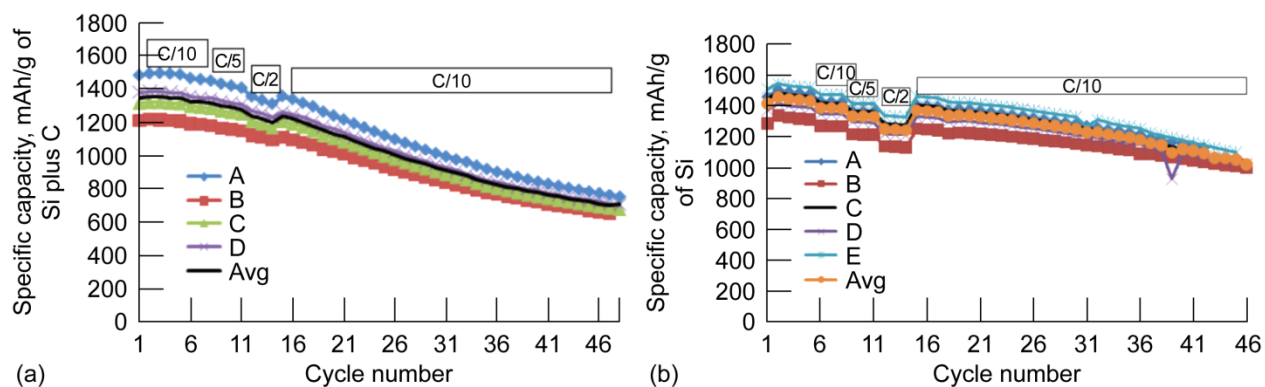 Specific capacity, mAh/g of
Si plus C
1800
1600
1400
1200
1000
800
600
400
200
0
C/10
C/5
C/2
C/10
A
B
C
D
Avg
1 6 11 16 21 26 31 36 41 46
Cycle number
(a)
Specific capacity, mAh/g
of Si
1800
1600
1400
1200
1000
800
600
400
200
0
C/10
C/5
C/2
C/10
A
B
C
D
E
Avg
1 6 11 16 21 26 31 36 41 46
Cycle number
(b)